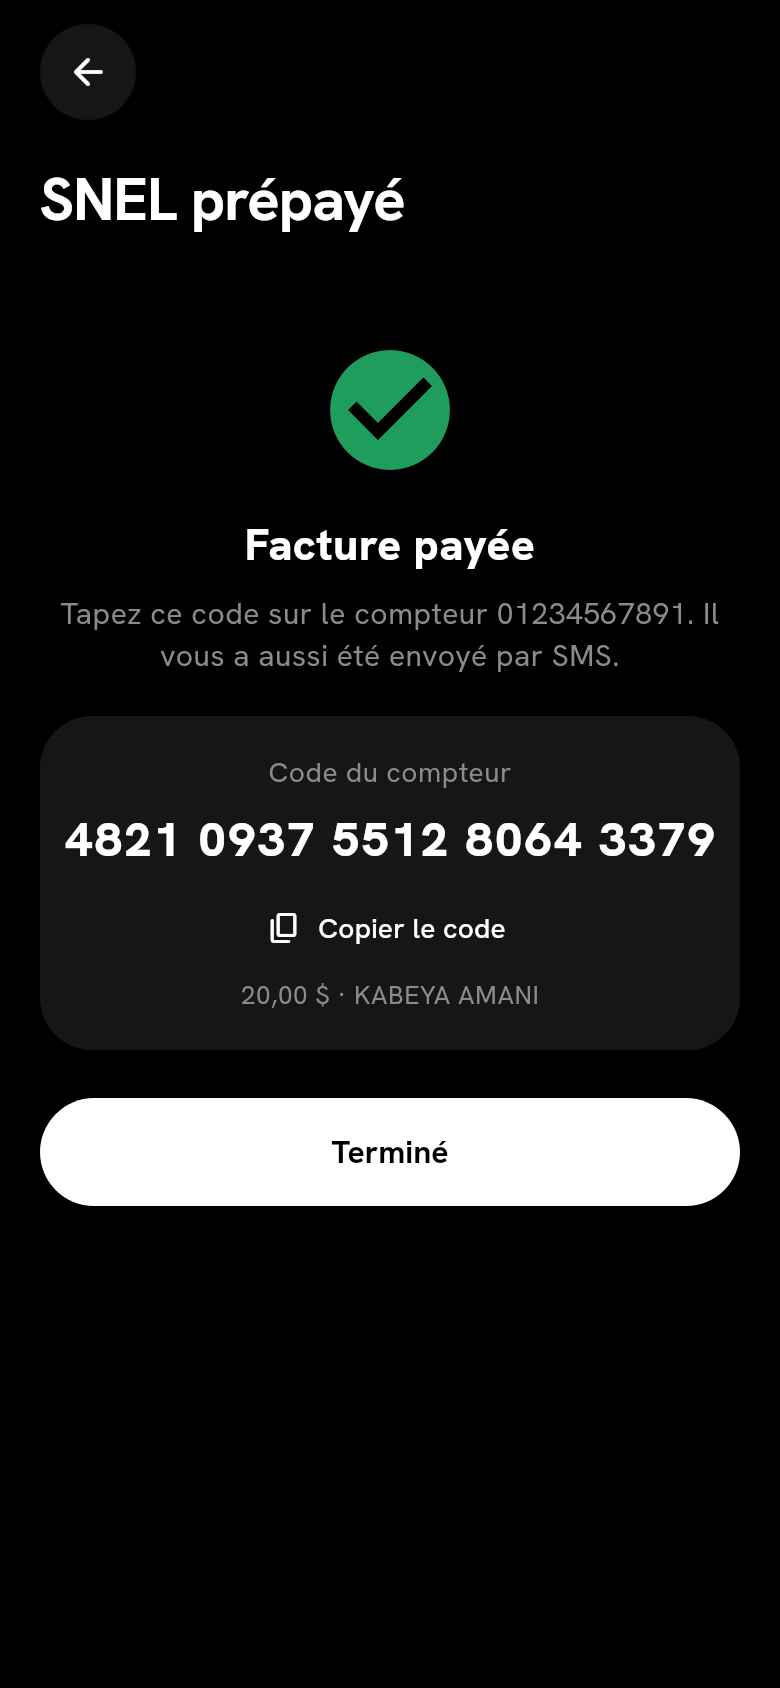 SNEL prépayé
Facture payée
Tapez ce code sur le compteur 01234567891. Il
vous a aussi été envoyé par SMS.
Code du compteur
4821 0937 5512 8064 3379
Copier le code
20,00 $ · KABEYA AMANI
Terminé